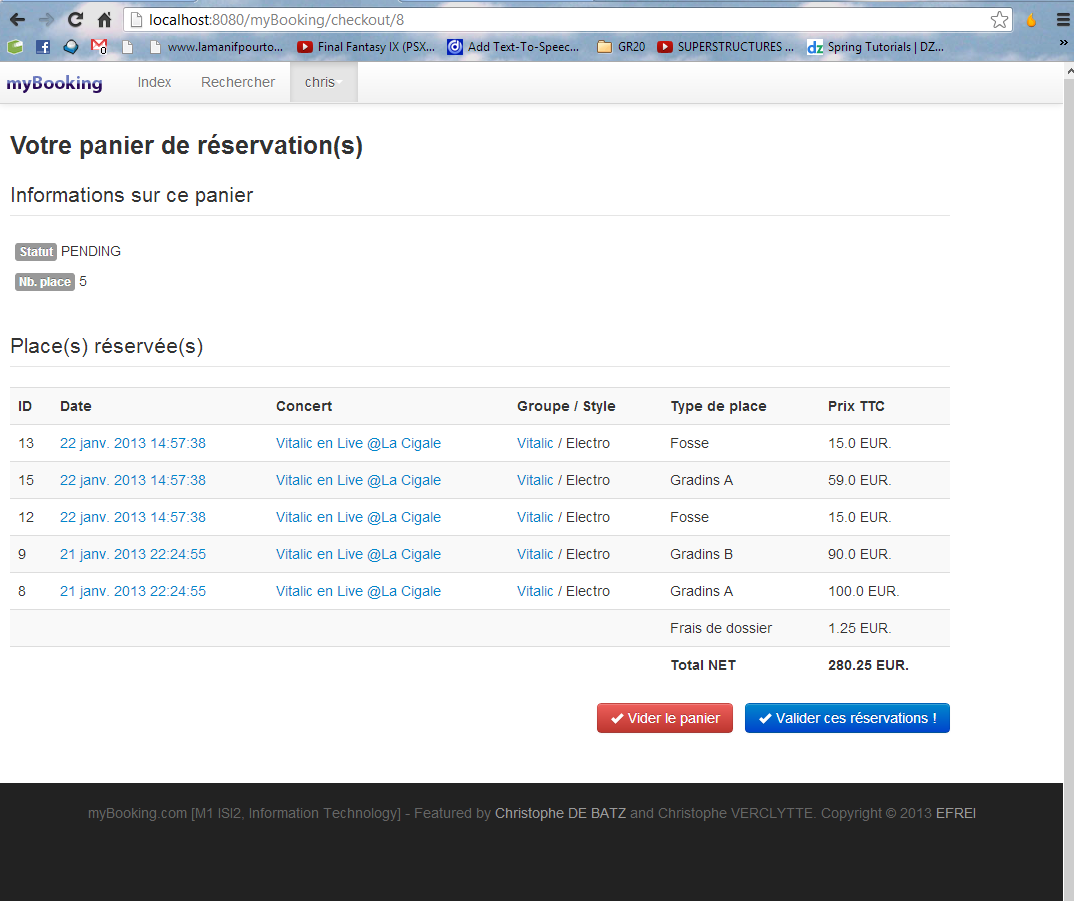 localhost:8080/myBooking/checkout/8
www.lamanifpourto... Final Fantasy IX (PSX... Add Text-To-Speec... GR20 SUPERSTRUCTURES ... Spring Tutorials | DZ... »
myBooking Index Rechercher chris
Votre panier de réservation(s)
Informations sur ce panier
Statut PENDING
Nb. place 5
Place(s) réservée(s)
ID Date Concert Groupe / Style Type de place Prix TTC
13 22 janv. 2013 14:57:38 Vitalic en Live @La Cigale Vitalic / Electro Fosse 15.0 EUR.
15 22 janv. 2013 14:57:38 Vitalic en Live @La Cigale Vitalic / Electro Gradins A 59.0 EUR.
12 22 janv. 2013 14:57:38 Vitalic en Live @La Cigale Vitalic / Electro Fosse 15.0 EUR.
9 21 janv. 2013 22:24:55 Vitalic en Live @La Cigale Vitalic / Electro Gradins B 90.0 EUR.
8 21 janv. 2013 22:24:55 Vitalic en Live @La Cigale Vitalic / Electro Gradins A 100.0 EUR.
Frais de dossier 1.25 EUR.
Total NET 280.25 EUR.
Vider le panier Valider ces réservations !
myBooking.com [M1 ISI2, Information Technology] - Featured by Christophe DE BATZ and Christophe VERCLYTTE. Copyright © 2013 EFREI